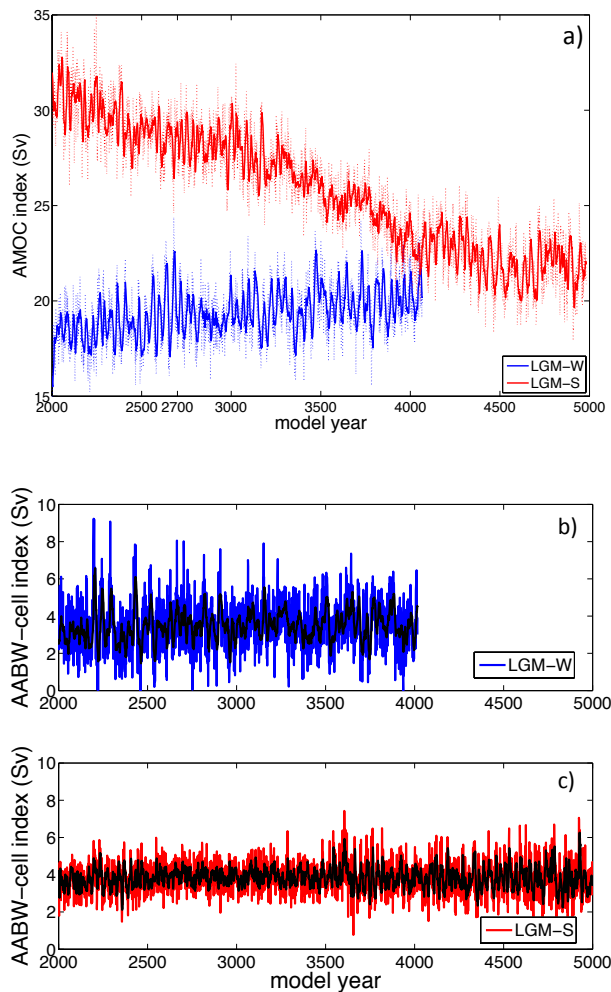 a)
35
30
25
20
15
AMOC index (Sv)
2000 2500 2700 3000 3500 4000 4500 5000
model year
LGM-W
LGM-S
b)
10
8
6
4
2
0
AABW-cell index (Sv)
2000 2500 3000 3500 4000 4500 5000
LGM-W
c)
10
8
6
4
2
0
AABW-cell index (Sv)
2000 2500 3000 3500 4000 4500 5000
model year
LGM-S